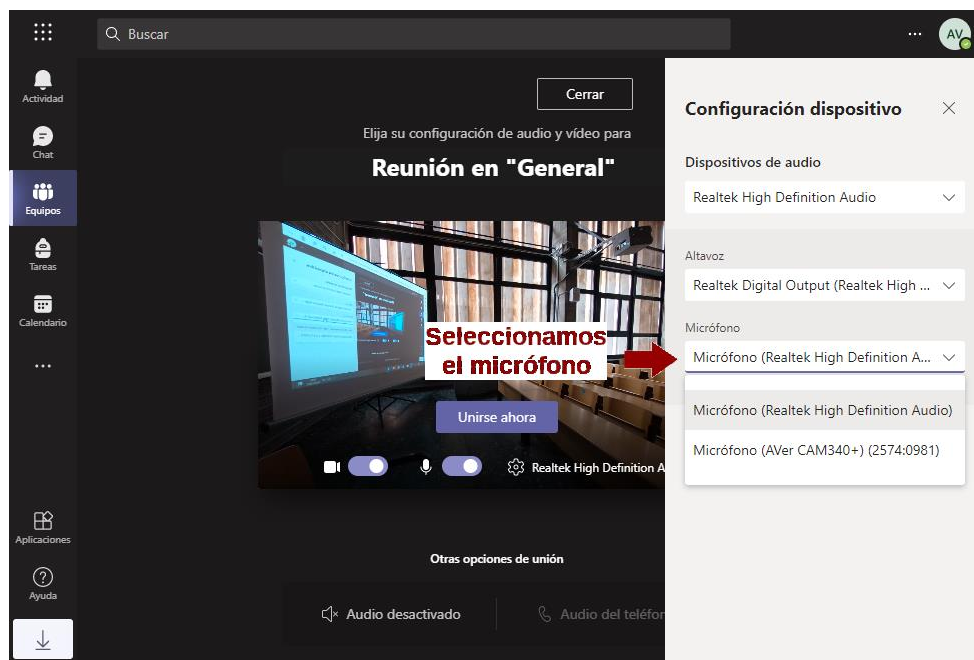 Buscar
AV
Actividad
Chat
Equipos
Tareas
Calendario
Aplicaciones
Ayuda
Cerrar
Elija su configuración de audio y vídeo para
Reunión en "General"
Seleccionamos
el micrófono
Unirse ahora
Realtek High Definition A
Otras opciones de unión
Audio desactivado
Audio del teléfor
Configuración dispositivo
Dispositivos de audio
Realtek High Definition Audio
Altavoz
Realtek Digital Output (Realtek High ...
Micrófono
Micrófono (Realtek High Definition A...
Micrófono (Realtek High Definition Audio)
Micrófono (AVer CAM340+) (2574:0981)